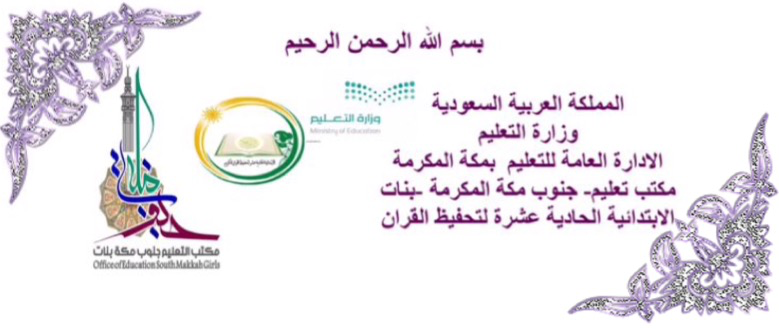 بسم الله الرحمن الرحيم
المملكة العربية السعودية
وزارة التعليم
الادارة العامة للتعليم بمكة المكرمة
مكتب تعليم- جنوب مكة المكرمة -بنات
الابتدائية الحادية عشرة لتحفيظ القران
وزارة التعليم
Ministry of Education
مكتب التعليم جنوب مكة بنات
Office of Education South Makkah Girls